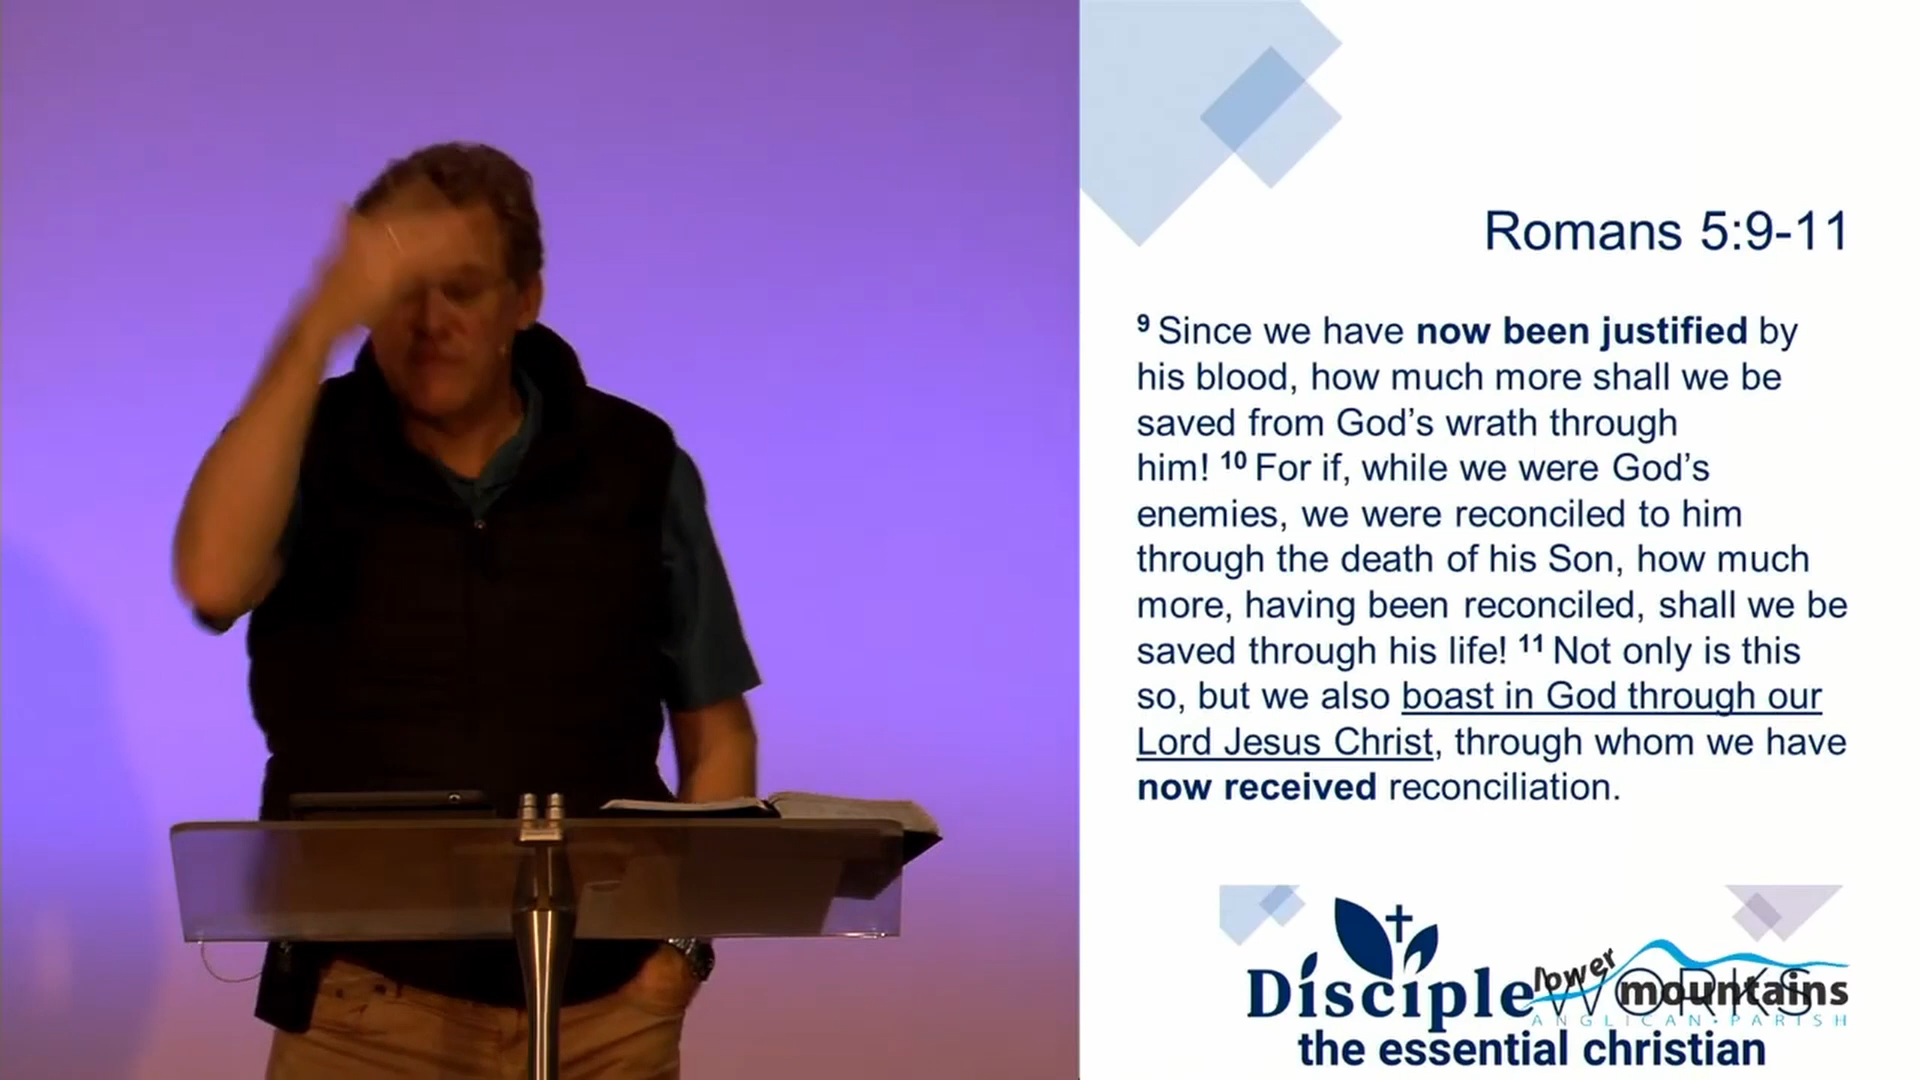 Romans 5:9-11
⁹ Since we have now been justified by
his blood, how much more shall we be
saved from God’s wrath through
him! ¹⁰ For if, while we were God’s
enemies, we were reconciled to him
through the death of his Son, how much
more, having been reconciled, shall we be
saved through his life! ¹¹ Not only is this
so, but we also boast in God through our
Lord Jesus Christ, through whom we have
now received reconciliation.
Disciple WORKS
lower
mountains
ANGLICAN·PARISH
the essential christian